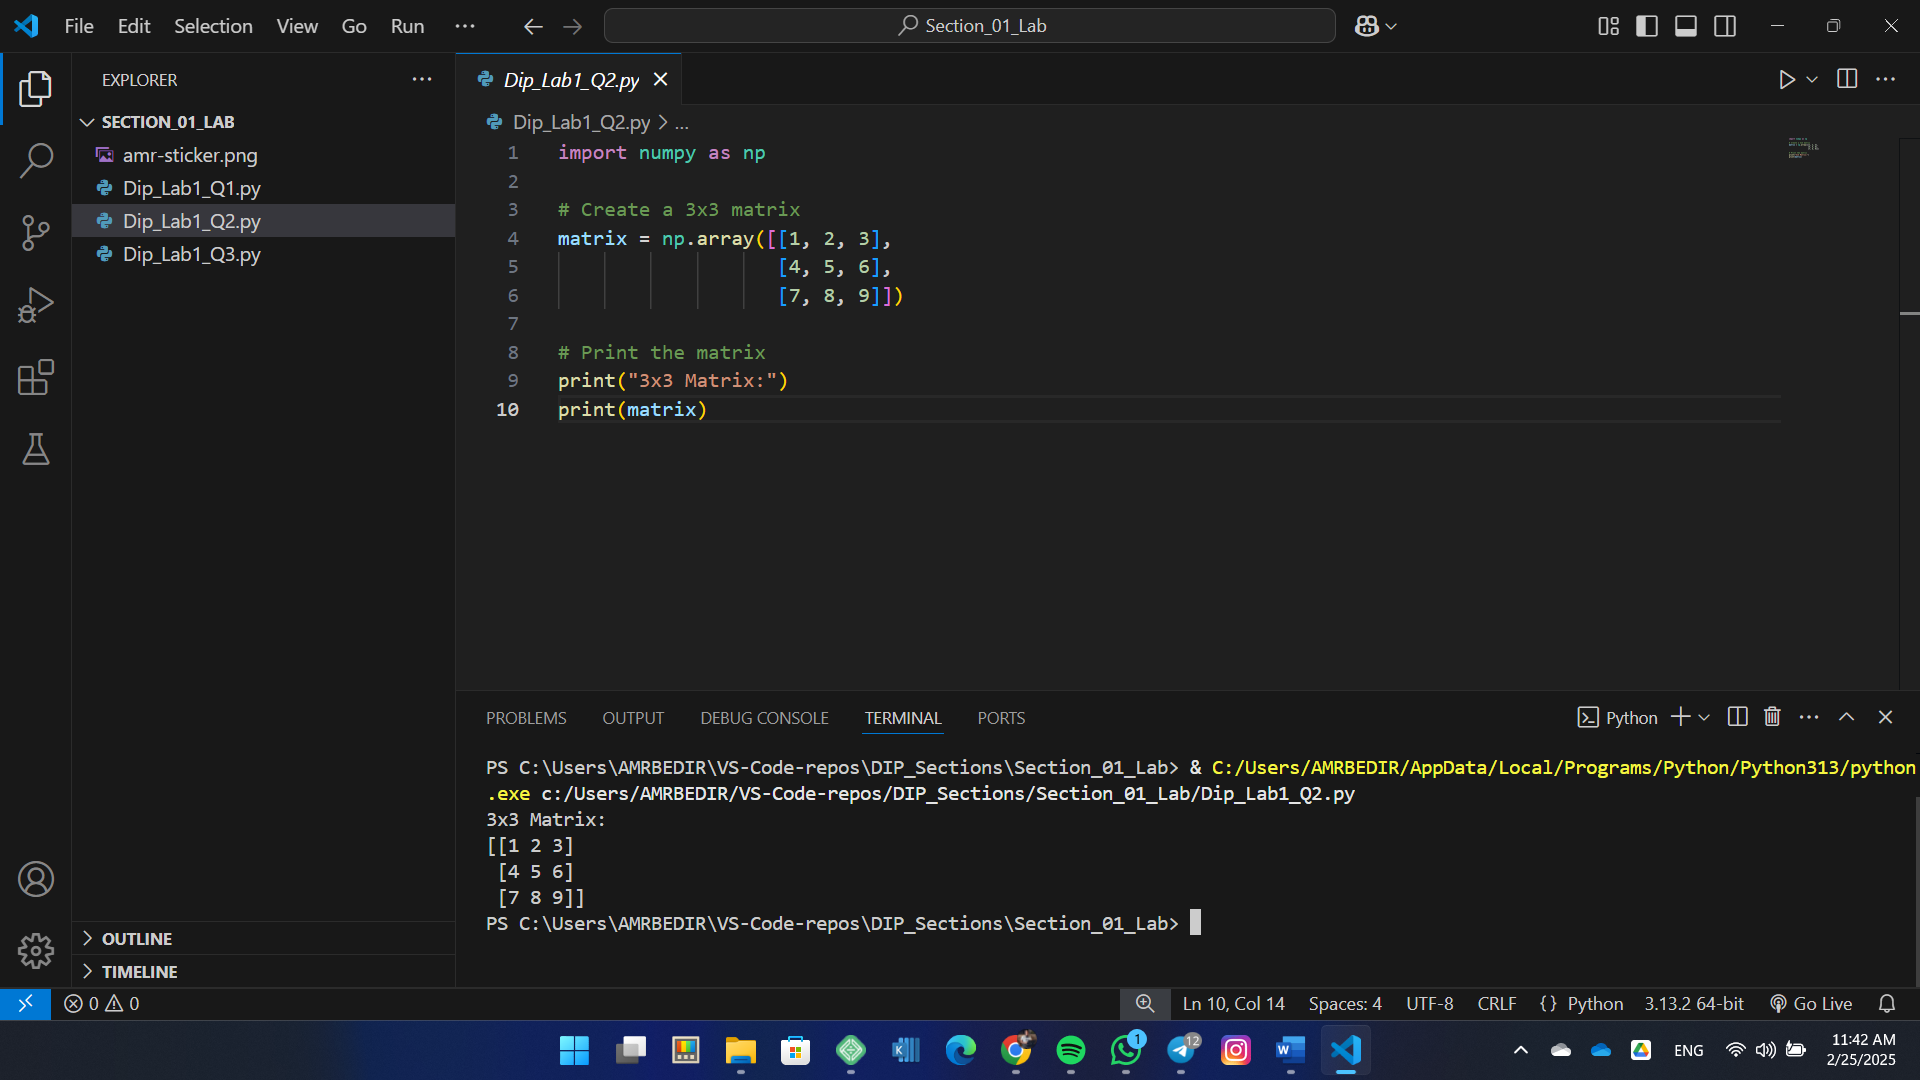 File Edit Selection View Go Run ··· Section_01_Lab
EXPLORER ···
SECTION_01_LAB
amr-sticker.png
Dip_Lab1_Q1.py
Dip_Lab1_Q2.py
Dip_Lab1_Q3.py
OUTLINE
TIMELINE
Dip_Lab1_Q2.py
Dip_Lab1_Q2.py > ...
1 import numpy as np
2
3 # Create a 3x3 matrix
4 matrix = np.array([[1, 2, 3],
5 [4, 5, 6],
6 [7, 8, 9]])
7
8 # Print the matrix
9 print("3x3 Matrix:")
10 print(matrix)
PROBLEMS OUTPUT DEBUG CONSOLE TERMINAL PORTS Python
PS C:\Users\AMRBEDIR\VS-Code-repos\DIP_Sections\Section_01_Lab> & C:/Users/AMRBEDIR/AppData/Local/Programs/Python/Python313/python
.exe c:/Users/AMRBEDIR/VS-Code-repos/DIP_Sections/Section_01_Lab/Dip_Lab1_Q2.py
3x3 Matrix:
[[1 2 3]
[4 5 6]
[7 8 9]]
PS C:\Users\AMRBEDIR\VS-Code-repos\DIP_Sections\Section_01_Lab>
0 0 Ln 10, Col 14 Spaces: 4 UTF-8 CRLF {} Python 3.13.2 64-bit Go Live
1 12 ENG 11:42 AM
2/25/2025